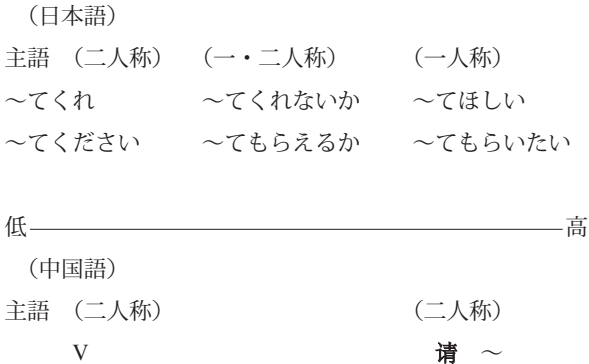 （日本語）
主語　（二人称）　（一・二人称）　（一人称）
～てくれ　～てくれないか　～てほしい
～てください　～てもらえるか　～てもらいたい
低　高
（中国語）
主語　（二人称）　（二人称）
V　请　～